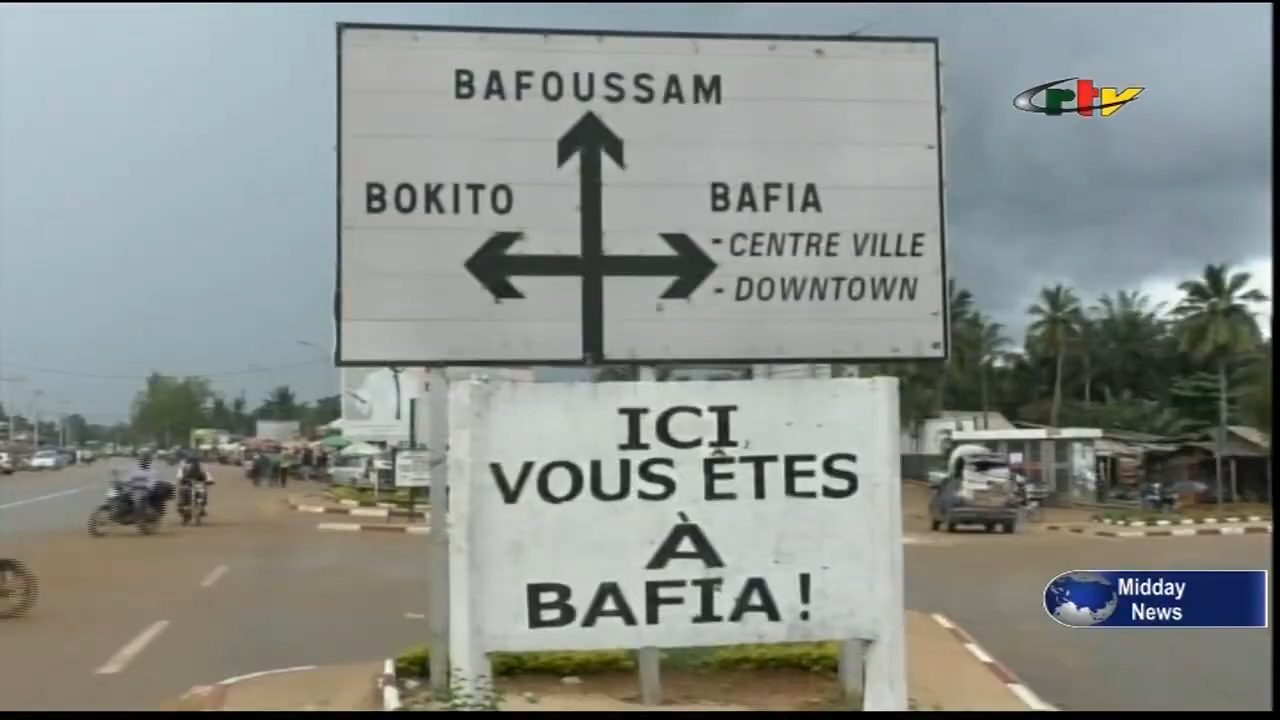 BAFOUSSAM
crtv
BOKITO
BAFIA
- CENTRE VILLE
- DOWNTOWN
ICI
VOUS ÊTES
À
BAFIA !
Midday
News